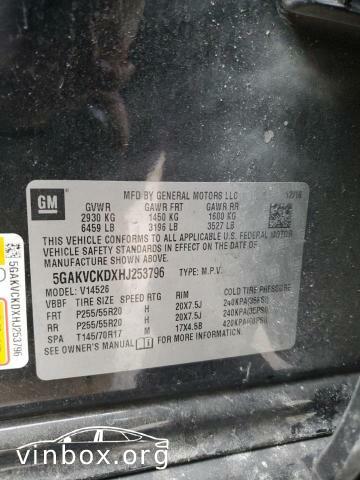 GM
MFD BY GENERAL MOTORS LLC 12/16
GVWR GAWR FRT GAWR RR
2930 KG 1450 KG 1600 KG
6459 LB 3196 LB 3527 LB
THIS VEHICLE CONFORMS TO ALL APPLICABLE U.S. FEDERAL MOTOR
VEHICLE SAFETY STANDARDS IN EFFECT ON THE DATE OF
MANUFACTURE SHOWN ABOVE.
5GAKVCKDXHJ253796 TYPE: M.P.V.
MODEL: V14526
VBBF TIRE SIZE RIM COLD TIRE PRESSURE
FRT P255/55R20 H 20X7.5J 240KPA(35PSI)
RR P255/55R20 H 20X7.5J 240KPA(35PSI)
SPA T145/70R17 M 17X4.5B 420KPA(60PSI)
SEE OWNER'S MANUAL FOR ADDITIONAL INFORMATION.
5GAKVCKDXHJ253796
vinbox.org